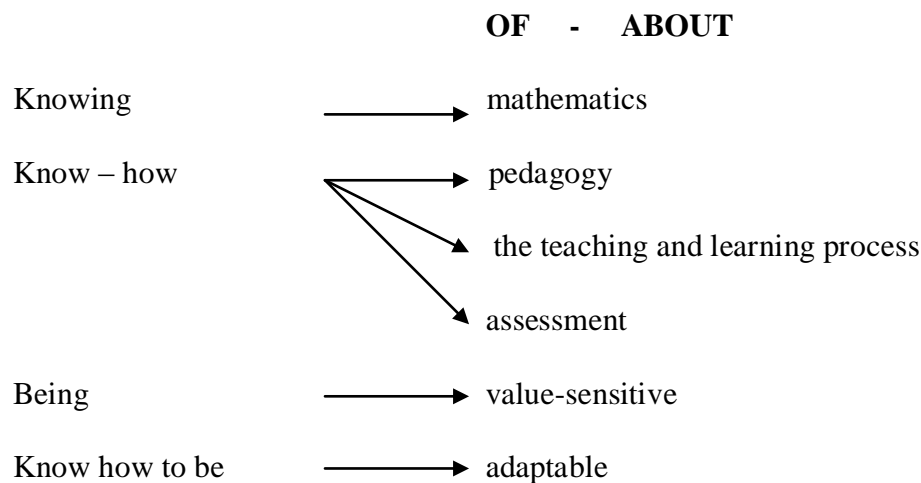 OF - ABOUT
Knowing mathematics
Know – how pedagogy
the teaching and learning process
assessment
Being value-sensitive
Know how to be adaptable